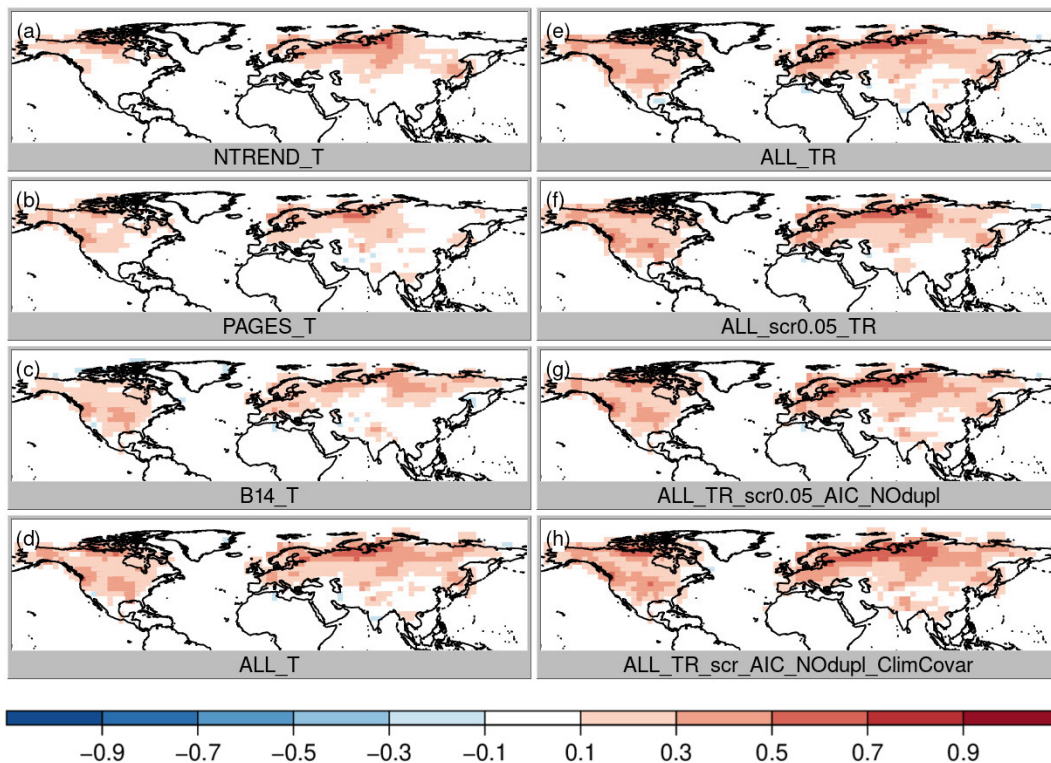 (a)
NTREND_T
(b)
PAGES_T
(c)
B14_T
(d)
ALL_T
(e)
ALL_TR
(f)
ALL_scr0.05_TR
(g)
ALL_TR_scr0.05_AIC_NOdupl
(h)
ALL_TR_scr_AIC_NOdupl_ClimCovar
−0.9 −0.7 −0.5 −0.3 −0.1 0.1 0.3 0.5 0.7 0.9